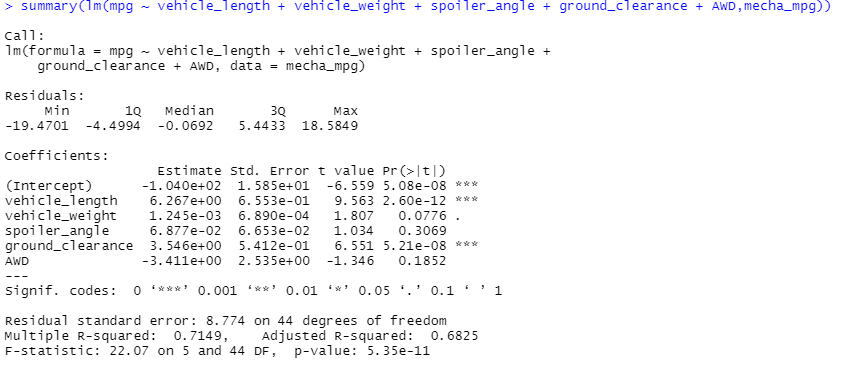 > summary(lm(mpg ~ vehicle_length + vehicle_weight + spoiler_angle + ground_clearance + AWD,mecha_mpg))
Call:
lm(formula = mpg ~ vehicle_length + vehicle_weight + spoiler_angle +
    ground_clearance + AWD, data = mecha_mpg)
Residuals:
     Min       1Q   Median       3Q      Max
-19.4701  -4.4994  -0.0692   5.4433  18.5849
Coefficients:
                   Estimate Std. Error t value Pr(>|t|)
(Intercept)      -1.040e+02  1.585e+01  -6.559 5.08e-08 ***
vehicle_length    6.267e+00  6.553e-01   9.563 2.60e-12 ***
vehicle_weight    1.245e-03  6.890e-04   1.807   0.0776 .
spoiler_angle     6.877e-02  6.653e-02   1.034   0.3069
ground_clearance  3.546e+00  5.412e-01   6.551 5.21e-08 ***
AWD              -3.411e+00  2.535e+00  -1.346   0.1852
---
Signif. codes:  0 ‘***’ 0.001 ‘**’ 0.01 ‘*’ 0.05 ‘.’ 0.1 ‘ ’ 1
Residual standard error: 8.774 on 44 degrees of freedom
Multiple R-squared:  0.7149,	Adjusted R-squared:  0.6825
F-statistic: 22.07 on 5 and 44 DF,  p-value: 5.35e-11